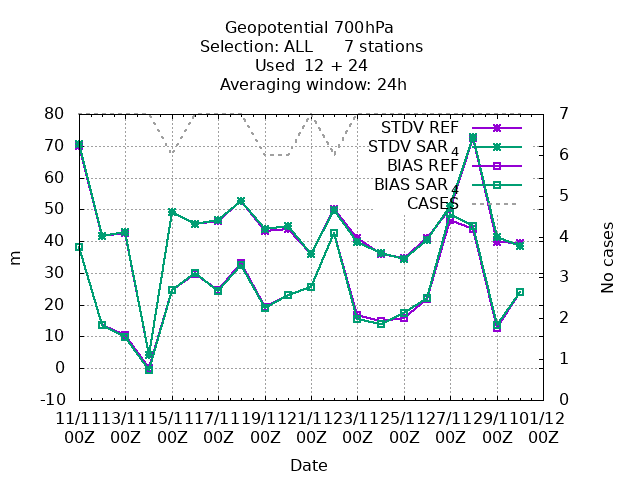 Geopotential 700hPa
Selection: ALL      7 stations
Used  12 + 24
Averaging window: 24h
80
70
60
50
40
30
20
10
0
-10
7
6
5
4
3
2
1
0
STDV REF
STDV SAR 4
BIAS REF
BIAS SAR 4
CASES
m
No cases
11/11 13/11 15/11 17/11 19/11 21/11 23/11 25/11 27/11 29/11 01/12
00Z 00Z 00Z 00Z 00Z 00Z 00Z 00Z 00Z 00Z 00Z
Date